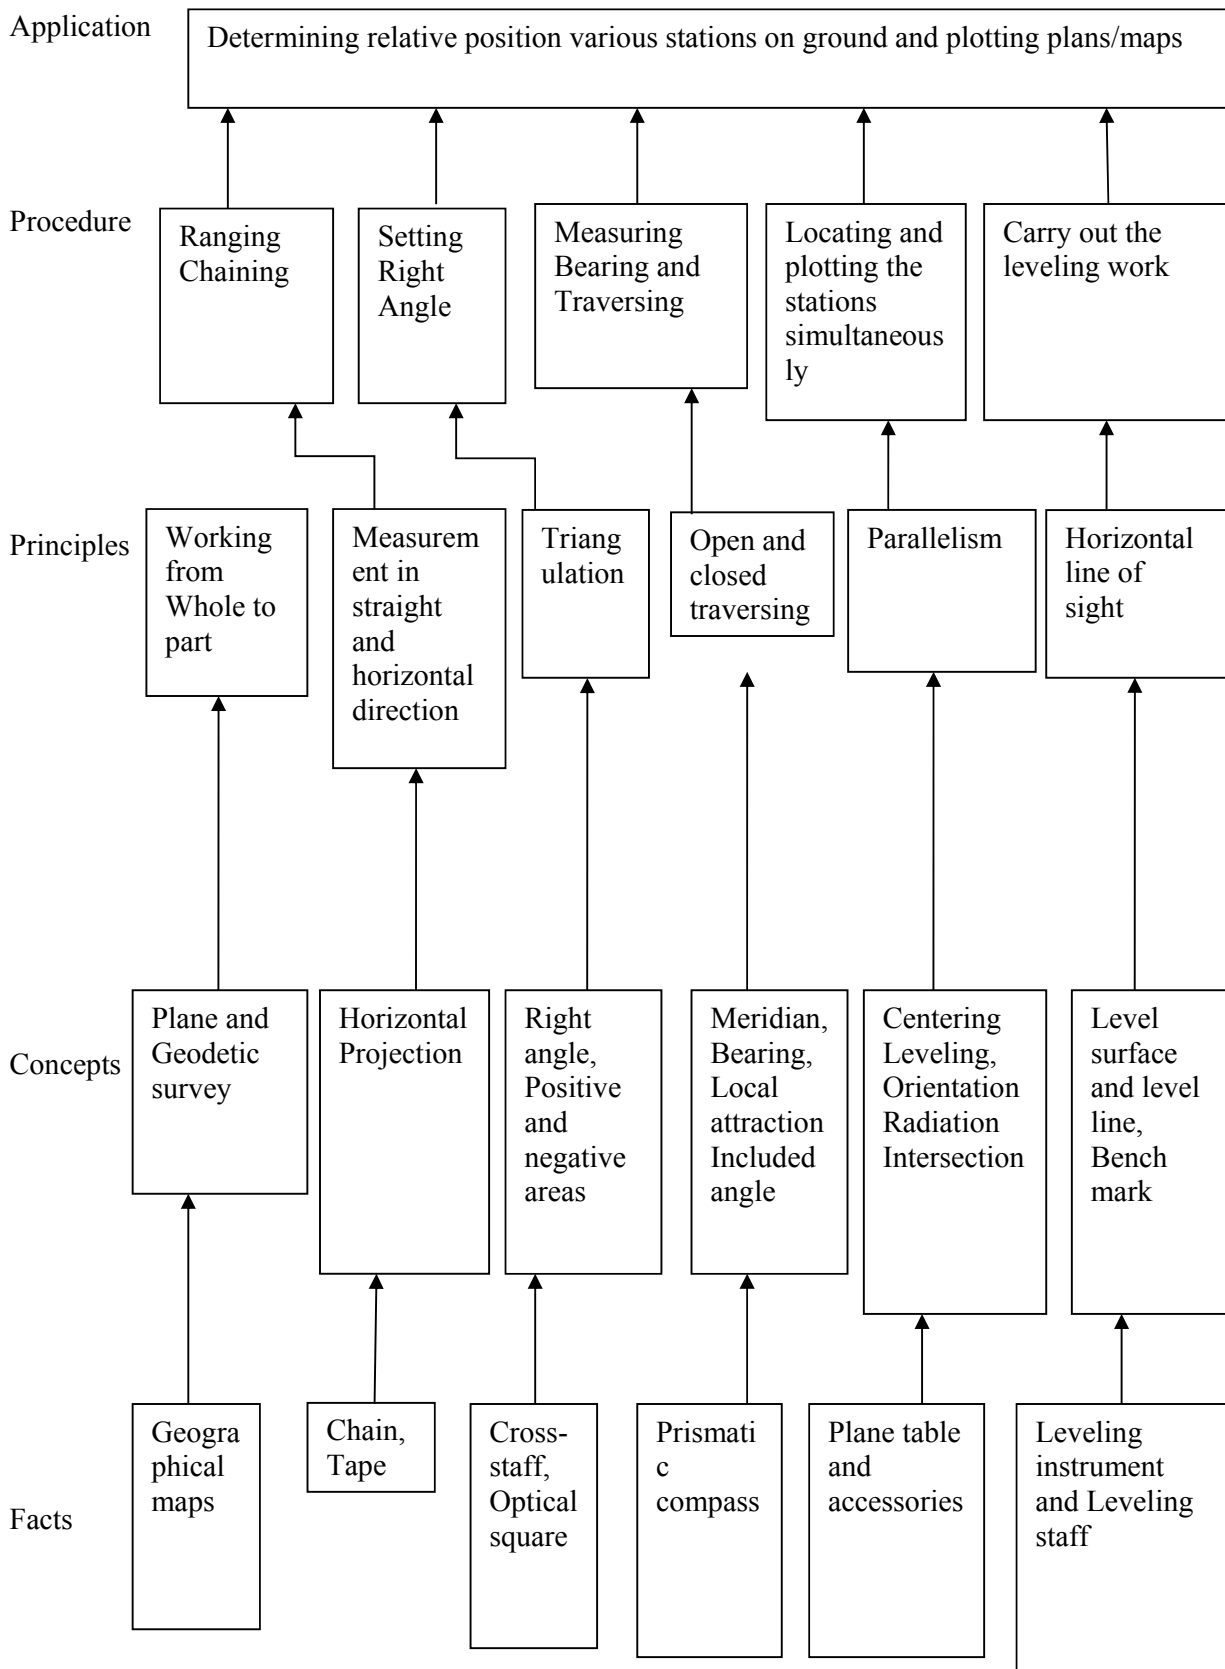 Application
Determining relative position various stations on ground and plotting plans/maps
Procedure
Ranging
Chaining
Setting
Right
Angle
Measuring
Bearing and
Traversing
Locating and
plotting the
stations
simultaneous
ly
Carry out the
leveling work
Principles
Working
from
Whole to
part
Measurem
ent in
straight
and
horizontal
direction
Triang
ulation
Open and
closed
traversing
Parallelism
Horizontal
line of
sight
Concepts
Plane and
Geodetic
survey
Horizontal
Projection
Right
angle,
Positive
and
negative
areas
Meridian,
Bearing,
Local
attraction
Included
angle
Centering
Leveling,
Orientation
Radiation
Intersection
Level
surface
and level
line,
Bench
mark
Facts
Geogra
phical
maps
Chain,
Tape
Cross-
staff,
Optical
square
Prismati
c
compass
Plane table
and
accessories
Leveling
instrument
and Leveling
staff